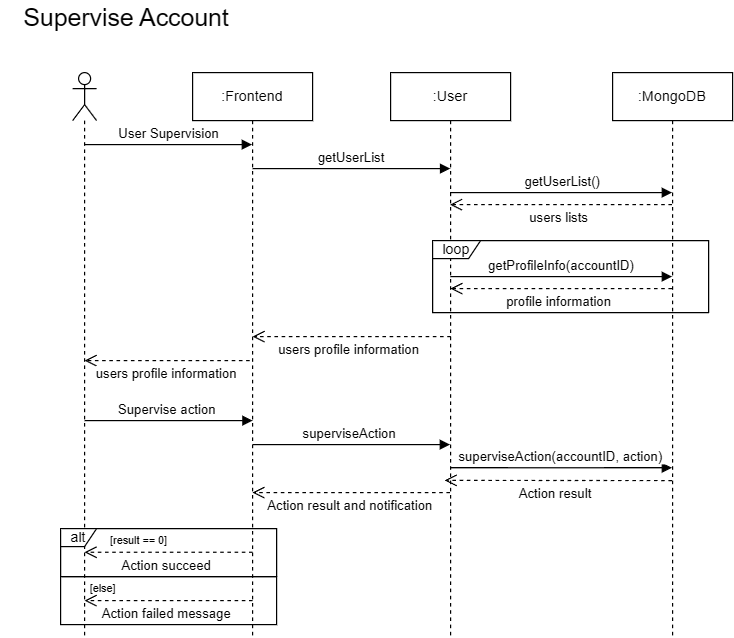 Supervise Account
:Frontend
:User
:MongoDB
User Supervision
getUserList
getUserList()
users lists
loop
getProfileInfo(accountID)
profile information
users profile information
users profile information
Supervise action
superviseAction
superviseAction(accountID, action)
Action result
Action result and notification
alt
[result == 0]
Action succeed
[else]
Action failed message